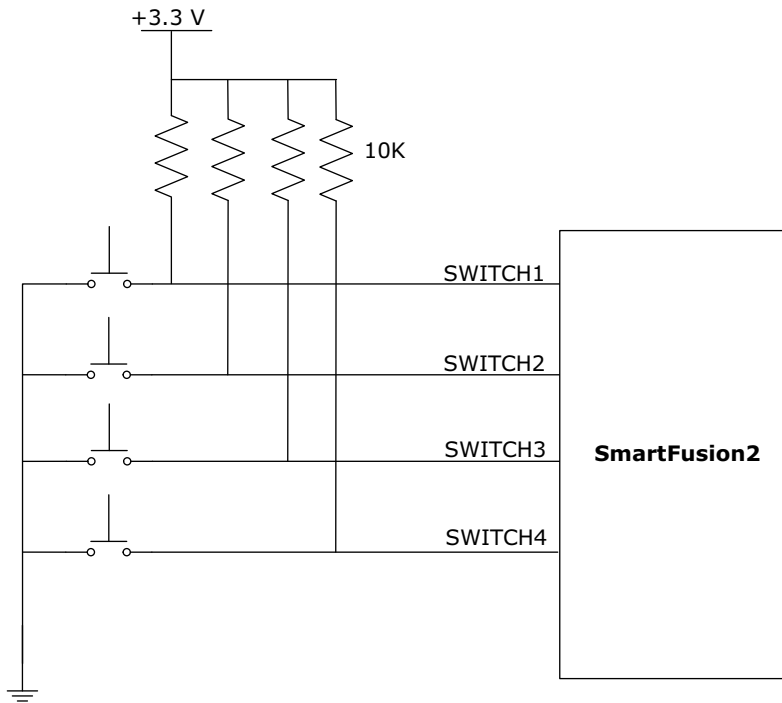 +3.3 V
10K
SWITCH1
SWITCH2
SWITCH3
SmartFusion2
SWITCH4